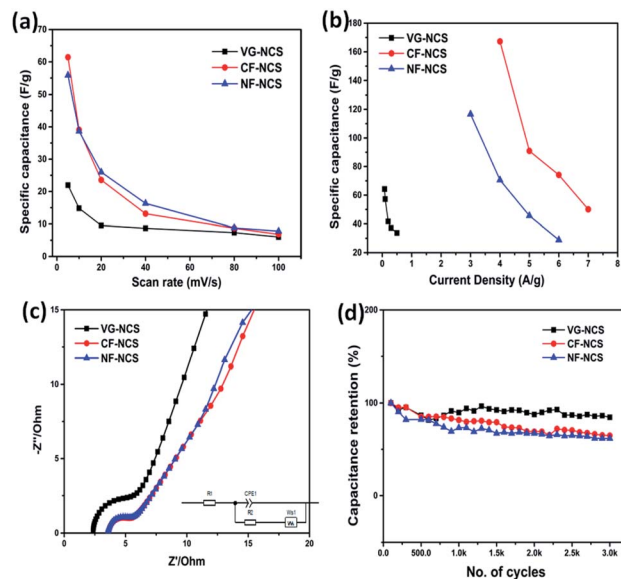 (a)
Specific capacitance (F/g)
70
60
50
40
30
20
10
0
VG-NCS
CF-NCS
NF-NCS
0 20 40 60 80 100
Scan rate (mV/s)
(b)
Specific capacitance (F/g)
180
160
140
120
100
80
60
40
20
VG-NCS
CF-NCS
NF-NCS
0 1 2 3 4 5 6 7 8
Current Density (A/g)
(c)
-Z''/Ohm
15
10
5
0
VG-NCS
CF-NCS
NF-NCS
R1 CPE1
R2 Ws1
0 5 10 15 20
Z'/Ohm
(d)
Capacitance retention (%)
200
100
0
VG-NCS
CF-NCS
NF-NCS
0 500.0 1.0k 1.5k 2.0k 2.5k 3.0k
No. of cycles